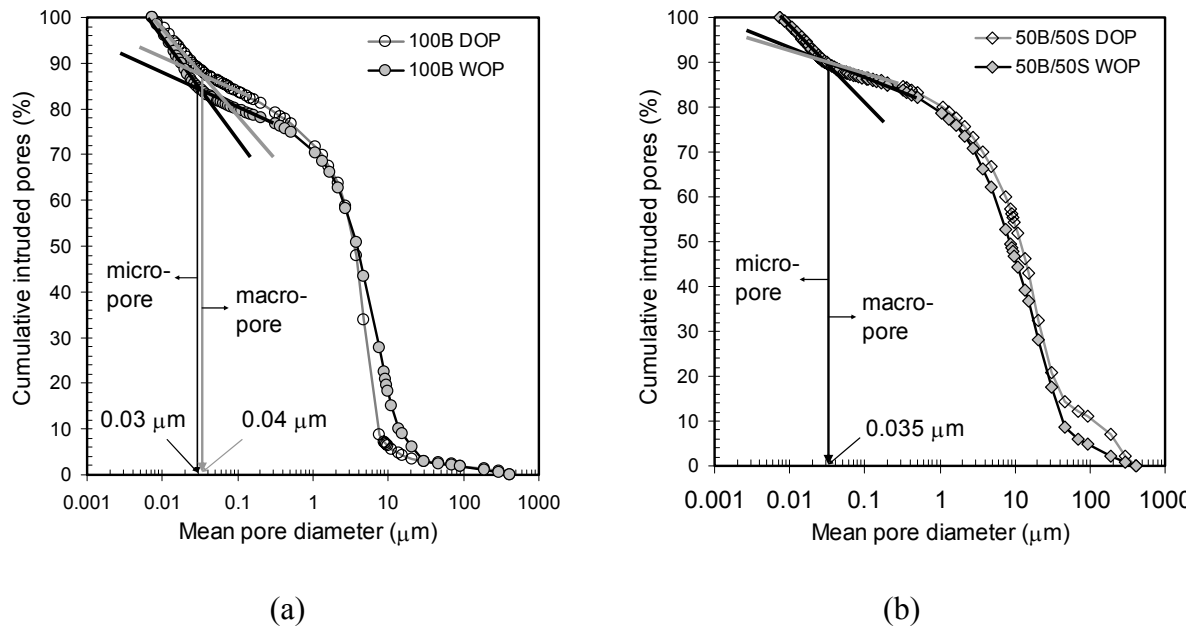 100
90
80
70
60
50
40
30
20
10
0
Cumulative intruded pores (%)
100B DOP
100B WOP
micro-
pore
macro-
pore
0.03 μm
0.04 μm
0.001 0.01 0.1 1 10 100 1000
Mean pore diameter (μm)
(a)
100
90
80
70
60
50
40
30
20
10
0
Cumulative intruded pores (%)
50B/50S DOP
50B/50S WOP
micro-
pore
macro-
pore
0.035 μm
0.001 0.01 0.1 1 10 100 1000
Mean pore diameter (μm)
(b)